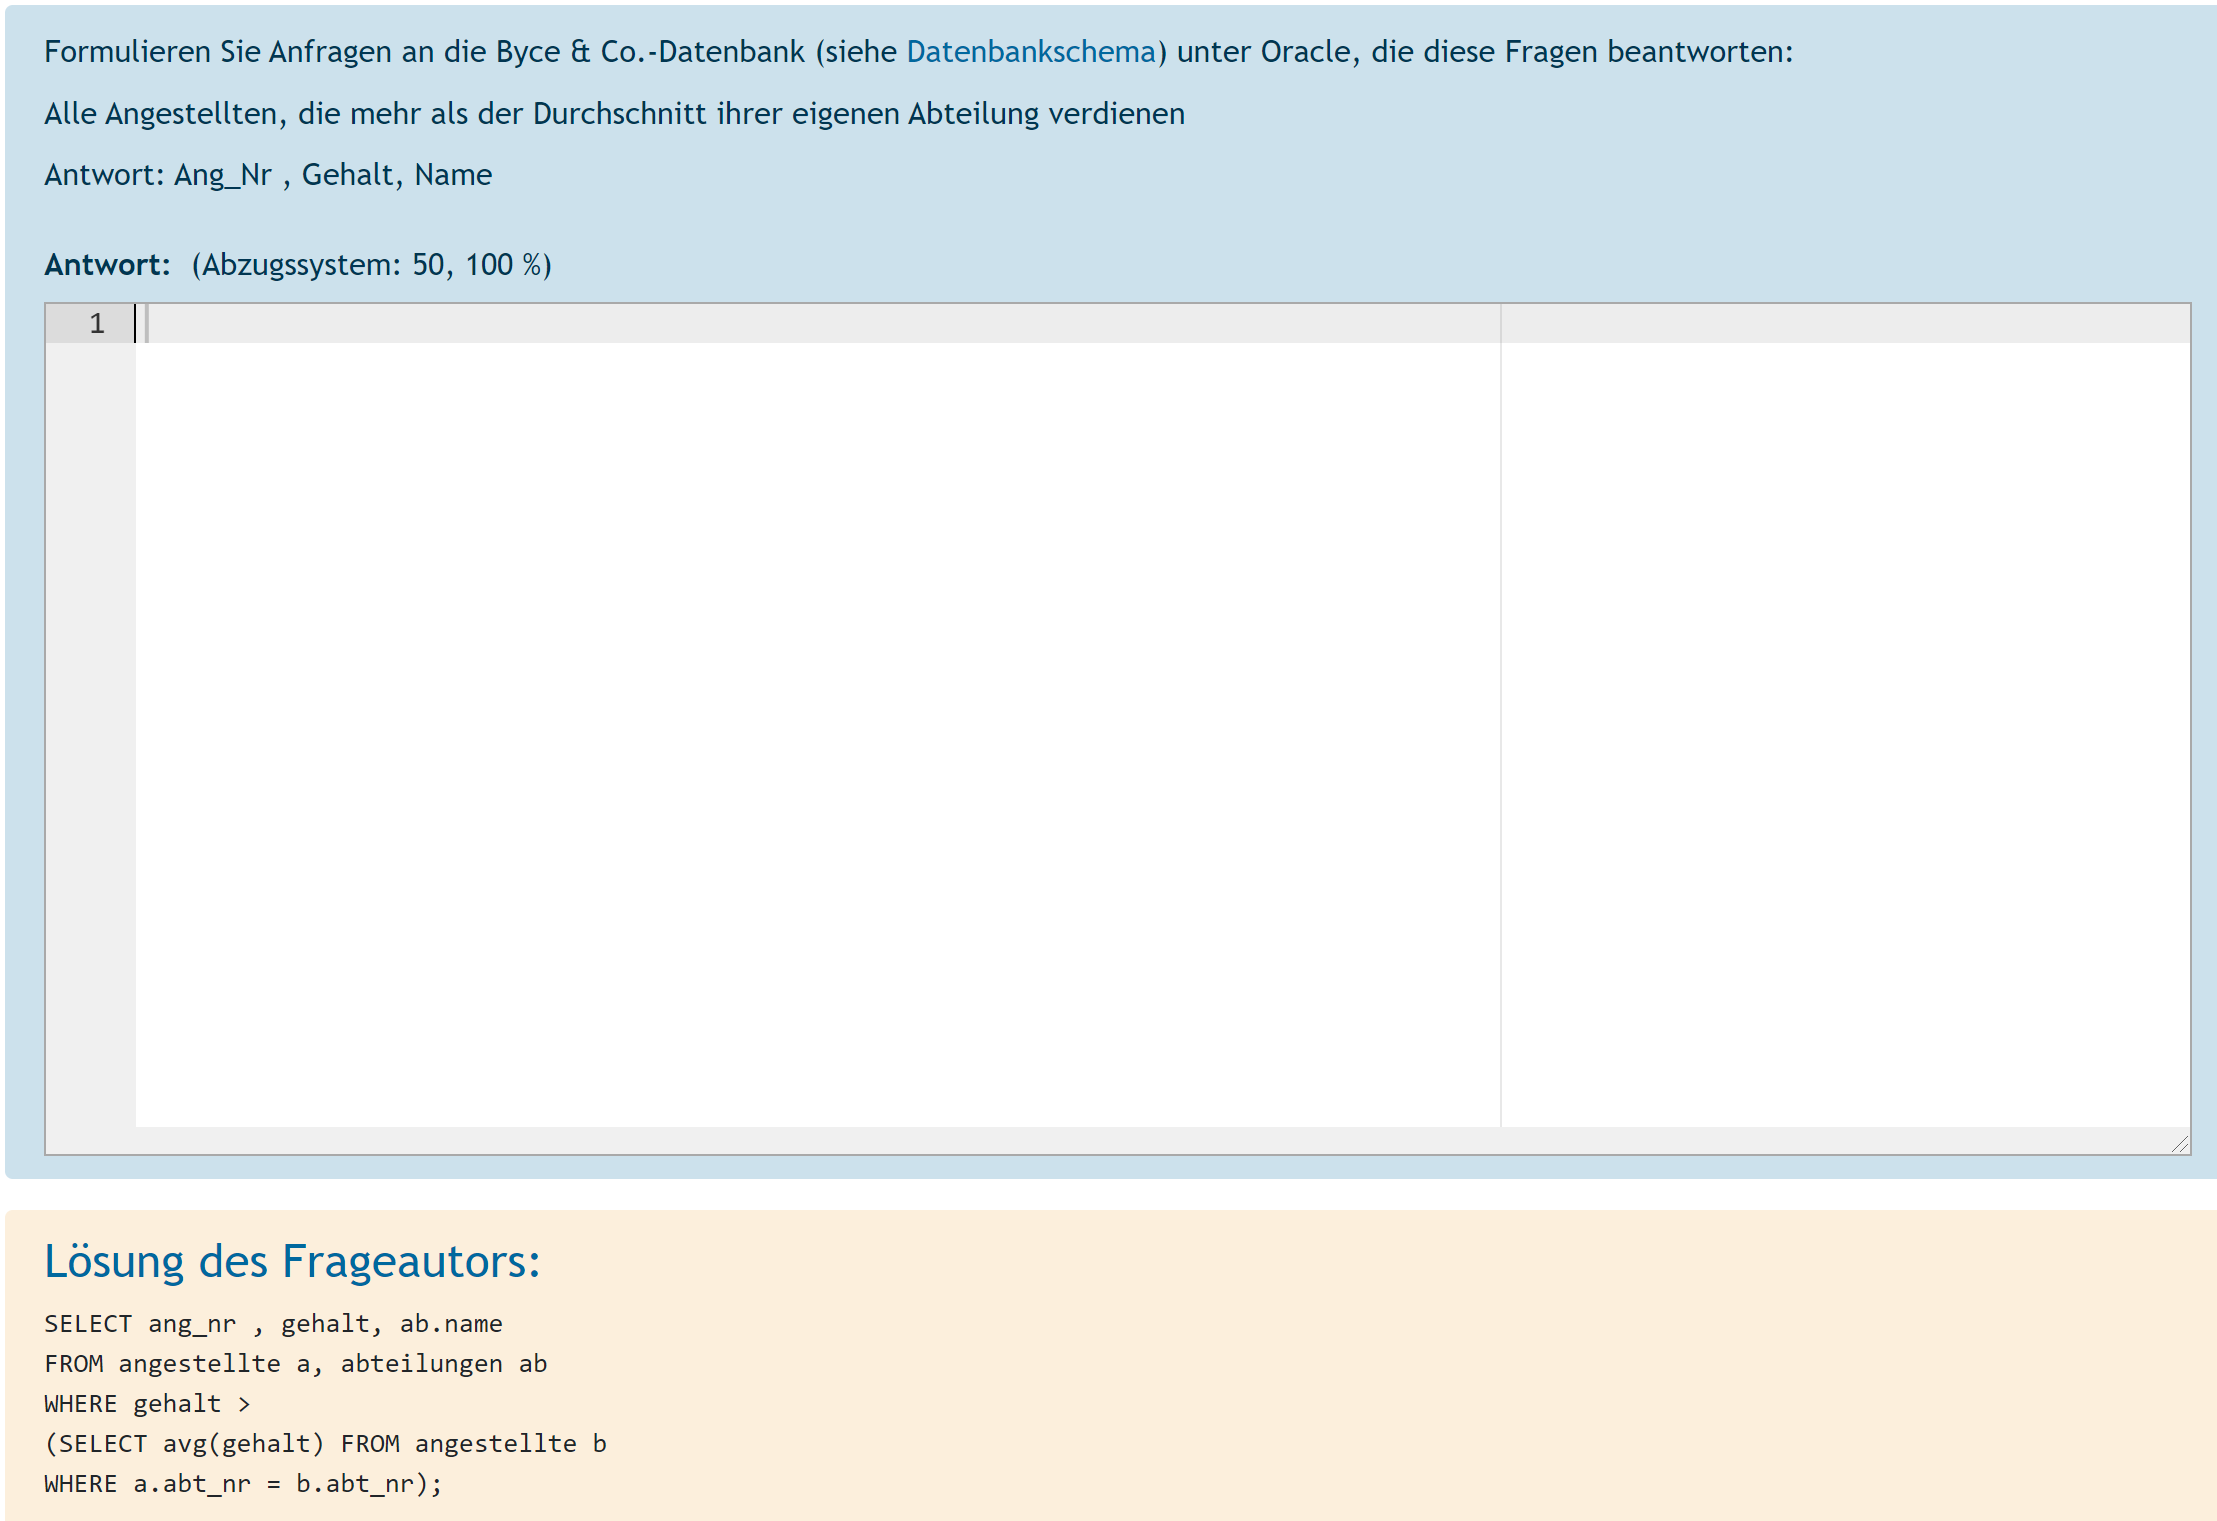 Formulieren Sie Anfragen an die Byce & Co.-Datenbank (siehe Datenbankschema) unter Oracle, die diese Fragen beantworten:
Alle Angestellten, die mehr als der Durchschnitt ihrer eigenen Abteilung verdienen
Antwort: Ang_Nr , Gehalt, Name
Antwort: (Abzugssystem: 50, 100 %)
1
Lösung des Frageautors:
SELECT ang_nr , gehalt, ab.name
FROM angestellte a, abteilungen ab
WHERE gehalt >
(SELECT avg(gehalt) FROM angestellte b
WHERE a.abt_nr = b.abt_nr);